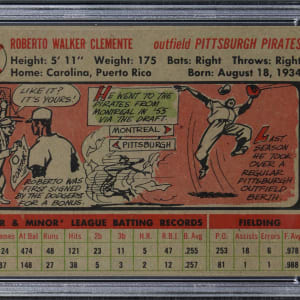 ROBERTO WALKER CLEMENTE outfield PITTSBURGH PIRATES
Height: 5' 11" Weight: 175 Bats: Right Throws: Right
Home: Carolina, Puerto Rico Born: August 18, 1934
LIKE IT?
IT'S
YOURS!
ROBERTO WAS
FIRST
SIGNED
BY THE
DODGERS
FOR A
BONUS.
HE
WENT TO THE
PIRATES FROM
MONTREAL IN '55
VIA THE
DRAFT.
MONTREAL
PITTSBURGH
LAST
SEASON HE
TOOK OVER
A
REGULAR
PITTSBURGH
OUTFIELD
BERTH.
R & MINOR LEAGUE BATTING RECORDS FIELDING
At Bat Runs Hits 2b 3b H.R. R.B.I. B. Avg. P.O. Assists Errors F. Avg.
24 474 48 121 23 11 5 47 .255 253 18 6 .978
87 148 27 38 5 3 2 12 .257 81 1 1 .988